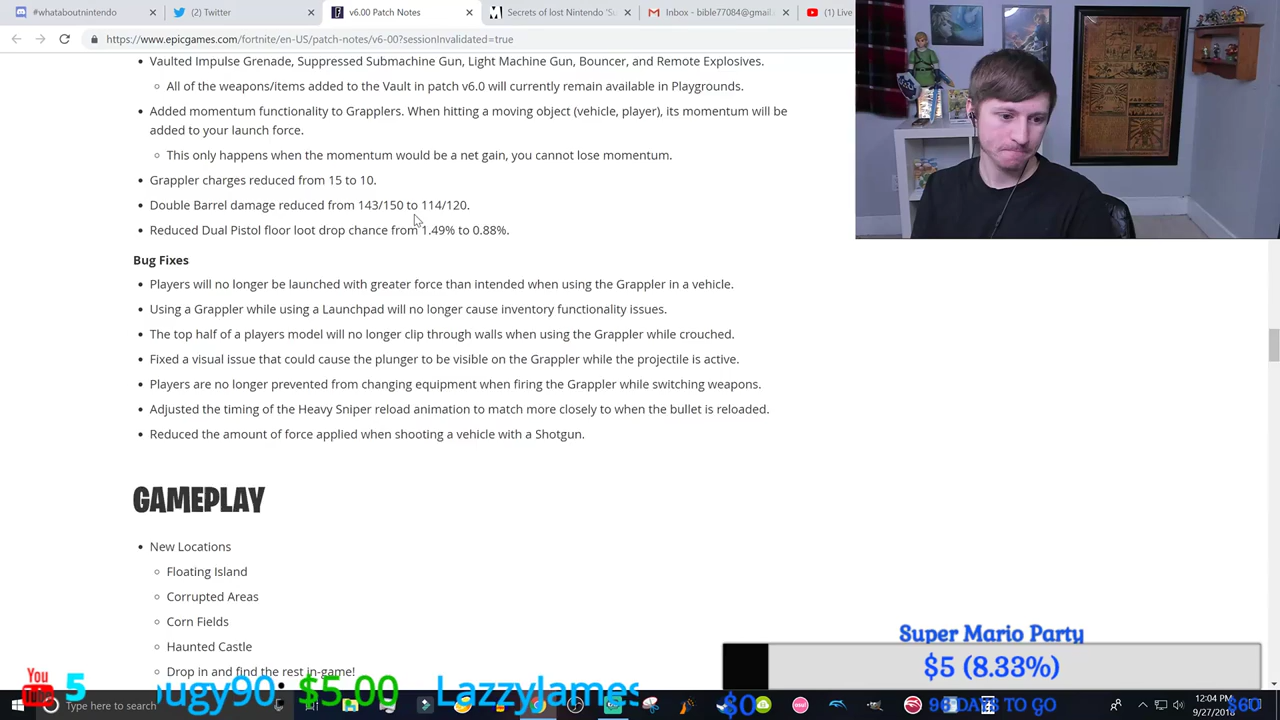 #whataboutnintendo
(2) Twitter
v6.00 Patch Notes
Secrets of lost Nintendo 'Su
Inbox - bible77084@gmail
(1) Live
https://www.epicgames.com/fortnite/en-US/patch-notes/v6-00?sessionInvalidated=true
Vaulted Impulse Grenade, Suppressed Submachine Gun, Light Machine Gun, Bouncer, and Remote Explosives.
All of the weapons/items added to the Vault in patch v6.0 will currently remain available in Playgrounds.
Added momentum functionality to Grapplers. When hitting a moving object (vehicle, player), its momentum will be
added to your launch force.
This only happens when the momentum would be a net gain, you cannot lose momentum.
Grappler charges reduced from 15 to 10.
Double Barrel damage reduced from 143/150 to 114/120.
Reduced Dual Pistol floor loot drop chance from 1.49% to 0.88%.
Bug Fixes
Players will no longer be launched with greater force than intended when using the Grappler in a vehicle.
Using a Grappler while using a Launchpad will no longer cause inventory functionality issues.
The top half of a players model will no longer clip through walls when using the Grappler while crouched.
Fixed a visual issue that could cause the plunger to be visible on the Grappler while the projectile is active.
Players are no longer prevented from changing equipment when firing the Grappler while switching weapons.
Adjusted the timing of the Heavy Sniper reload animation to match more closely to when the bullet is reloaded.
Reduced the amount of force applied when shooting a vehicle with a Shotgun.
GAMEPLAY
New Locations
Floating Island
Corrupted Areas
Corn Fields
Haunted Castle
Drop in and find the rest in-game!
Super Mario Party
$5 (8.33%)
You Tube 5 ugy90: $5.00 Lazzylames
Type here to search
$0 96 DAYS TO GO $60
12:04 PM